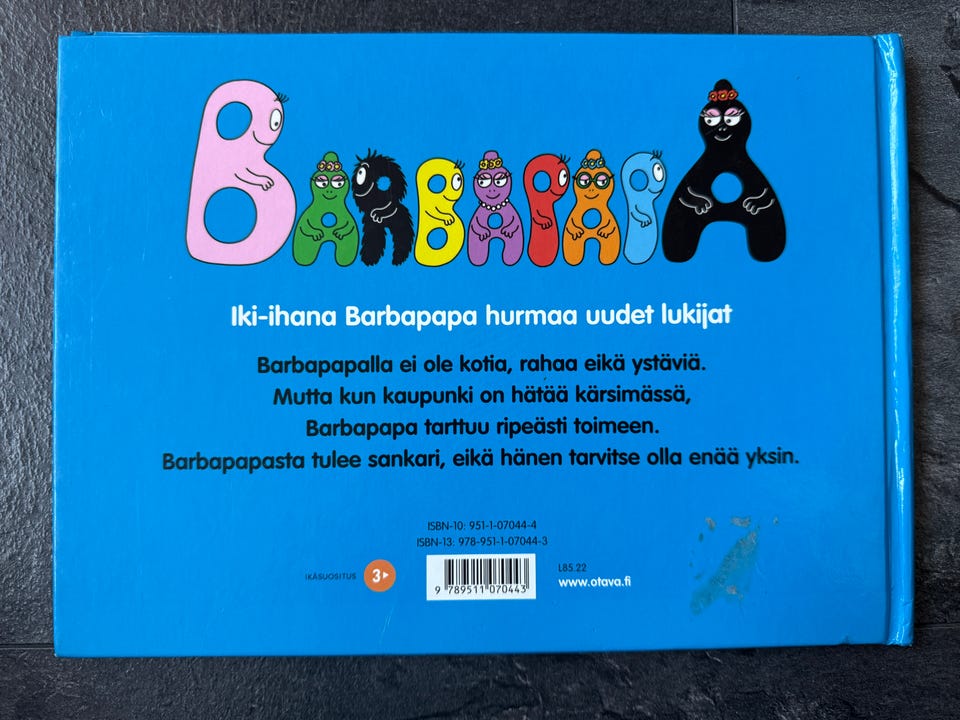 BARBAPAPA
Iki-ihana Barbapapa hurmaa uudet lukijat
Barbapapalla ei ole kotia, rahaa eikä ystäviä.
Mutta kun kaupunki on hätää kärsimässä,
Barbapapa tarttuu ripeästi toimeen.
Barbapapasta tulee sankari, eikä hänen tarvitse olla enää yksin.
ISBN-10: 951-1-07044-4
ISBN-13: 978-951-1-07044-3
IKÄSUOSITUS 3
9 789511 070443
L85.22
www.otava.fi